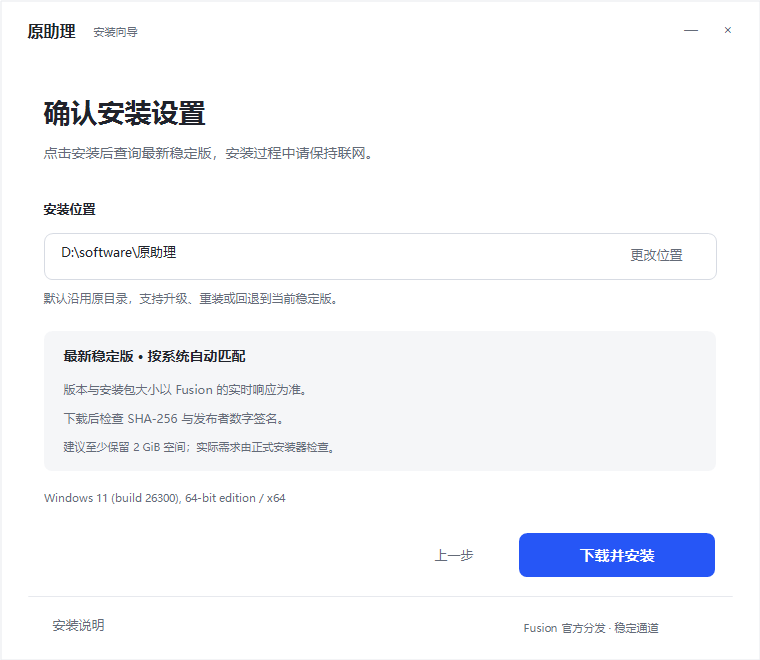 原助理 安装向导
确认安装设置
点击安装后查询最新稳定版，安装过程中请保持联网。
安装位置
D:\software\原助理 更改位置
默认沿用原目录，支持升级、重装或回退到当前稳定版。
最新稳定版 • 按系统自动匹配
版本与安装包大小以 Fusion 的实时响应为准。
下载后检查 SHA-256 与发布者数字签名。
建议至少保留 2 GiB 空间；实际需求由正式安装器检查。
Windows 11 (build 26300), 64-bit edition / x64
上一步 下载并安装
安装说明 Fusion 官方分发 · 稳定通道